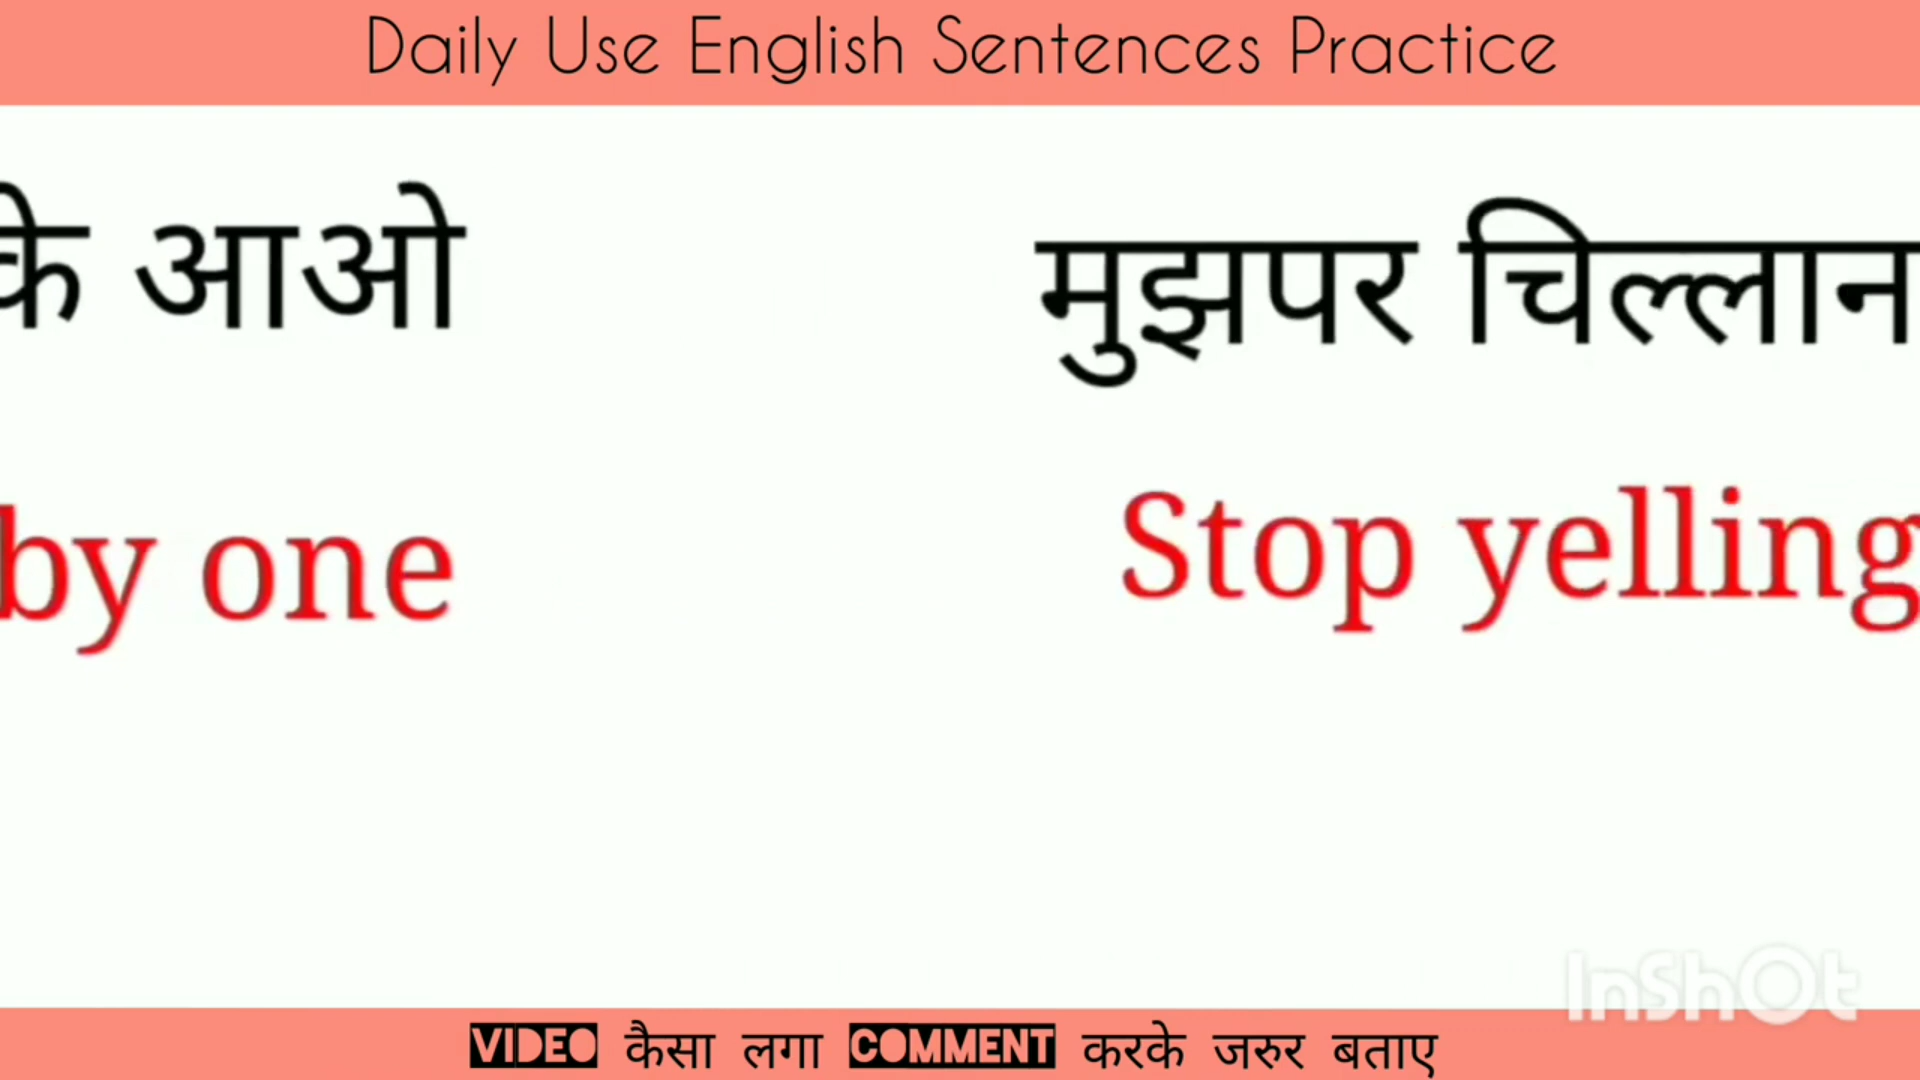 Daily Use English Sentences Practice
के आओ
मुझपर
by one
Stop yelling
InShOt
VIDEO कैसा लगा COMMENT करके जरुर बताए